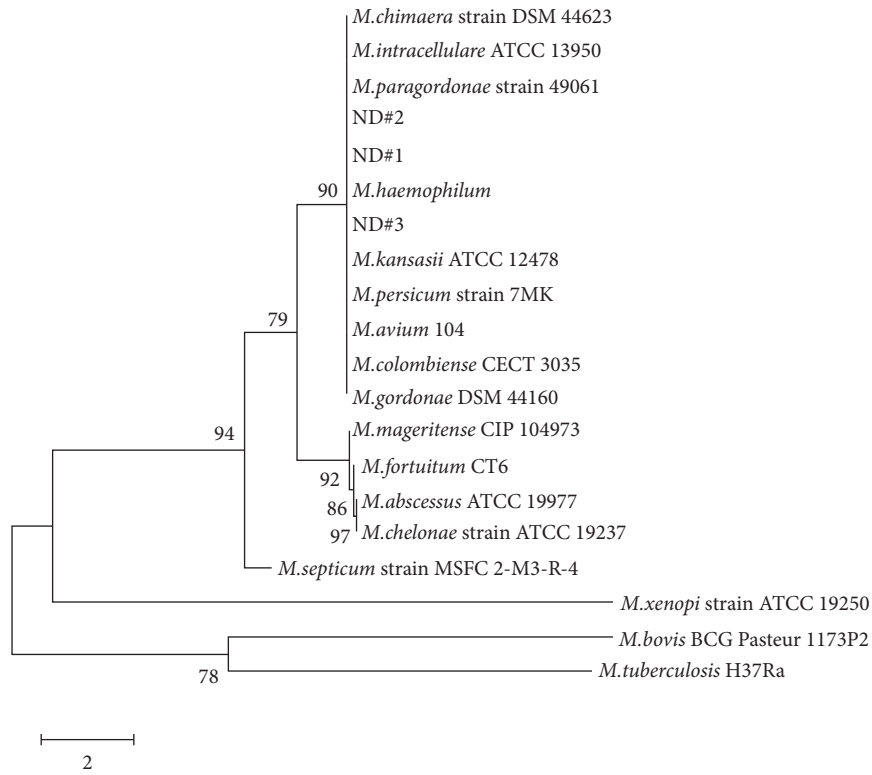 M.chimaera strain DSM 44623
M.intracellulare ATCC 13950
M.paragordonae strain 49061
ND#2
ND#1
90
M.haemophilum
ND#3
M.kansasii ATCC 12478
M.persicum strain 7MK
79
M.avium 104
M.colombiense CECT 3035
M.gordonae DSM 44160
M.mageritense CIP 104973
94
M.fortuitum CT6
92
M.abscessus ATCC 19977
86
M.chelonae strain ATCC 19237
97
M.septicum strain MSFC 2-M3-R-4
M.xenopi strain ATCC 19250
M.bovis BCG Pasteur 1173P2
M.tuberculosis H37Ra
78
2